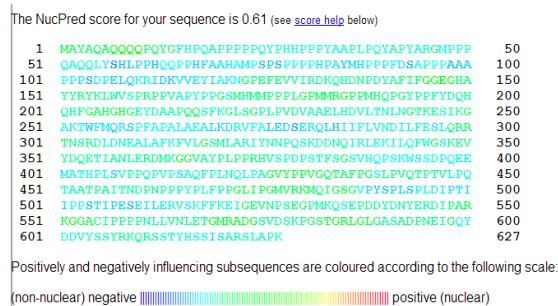 The NucPred score for your sequence is 0.61 (see score help below)
1 MAYAQAQQQQPQYGFHPQAPPPPPQYPHHPPPYAAPLPQYAPYARGMPPP 50
51 QAQQLYSHLPPHQQPPHFAAHAMPSPSPPPPHPAYMHPPPFDSAPPPAAA 100
101 PPPSDPELQKRIDKVVEYIAKNGPEFEVVIRDKQHDNPDYAFIFGGEGHA 150
151 YYRYKLWVSPRPPVAPYPPGSMHMMPPPLGPMMRGPPMHQPGYPPFYDQH 200
201 QHFGAHGHGEYDAAPQQSFKGLSGPLPVDVAAELHDVLTNLNGTKESIKG 250
251 AKTWFMQRSPFAPALAEALKDRVFALEDSERQLHIIFLVNDILFESLQRR 300
301 TNSRDLDNEALAFKFVLGSMLARIYNNPQSKDDNQIRLEKILQFWGSKEV 350
351 YDQETIANLERDMKGGVAYPLPPRHVSPDPSTFSGSVHQPSKWSSDPQEE 400
401 MATHPLSVPPQPVPSAQFPLNQLPAGVYPPVGQTAFPGSLPVQTPTVLPQ 450
451 TAATPAITNDPNPPPYPLFPPGLIPGMVRKMQIGSGVPYSPLSPLDIPTI 500
501 IPPSTIPESEILERVSKFFKEIGEVNPSEGPMKQSEPDDYDNYERDIPAR 550
551 KGGACIPPPPNLLVNLETGMRADGSVDSKPGSTGRLGLGASADPNEIGQY 600
601 DDVYSSYRKQRSSTYHSSISARSLAPK 627
Positively and negatively influencing subsequences are coloured according to the following scale:
(non-nuclear) negative positive (nuclear)